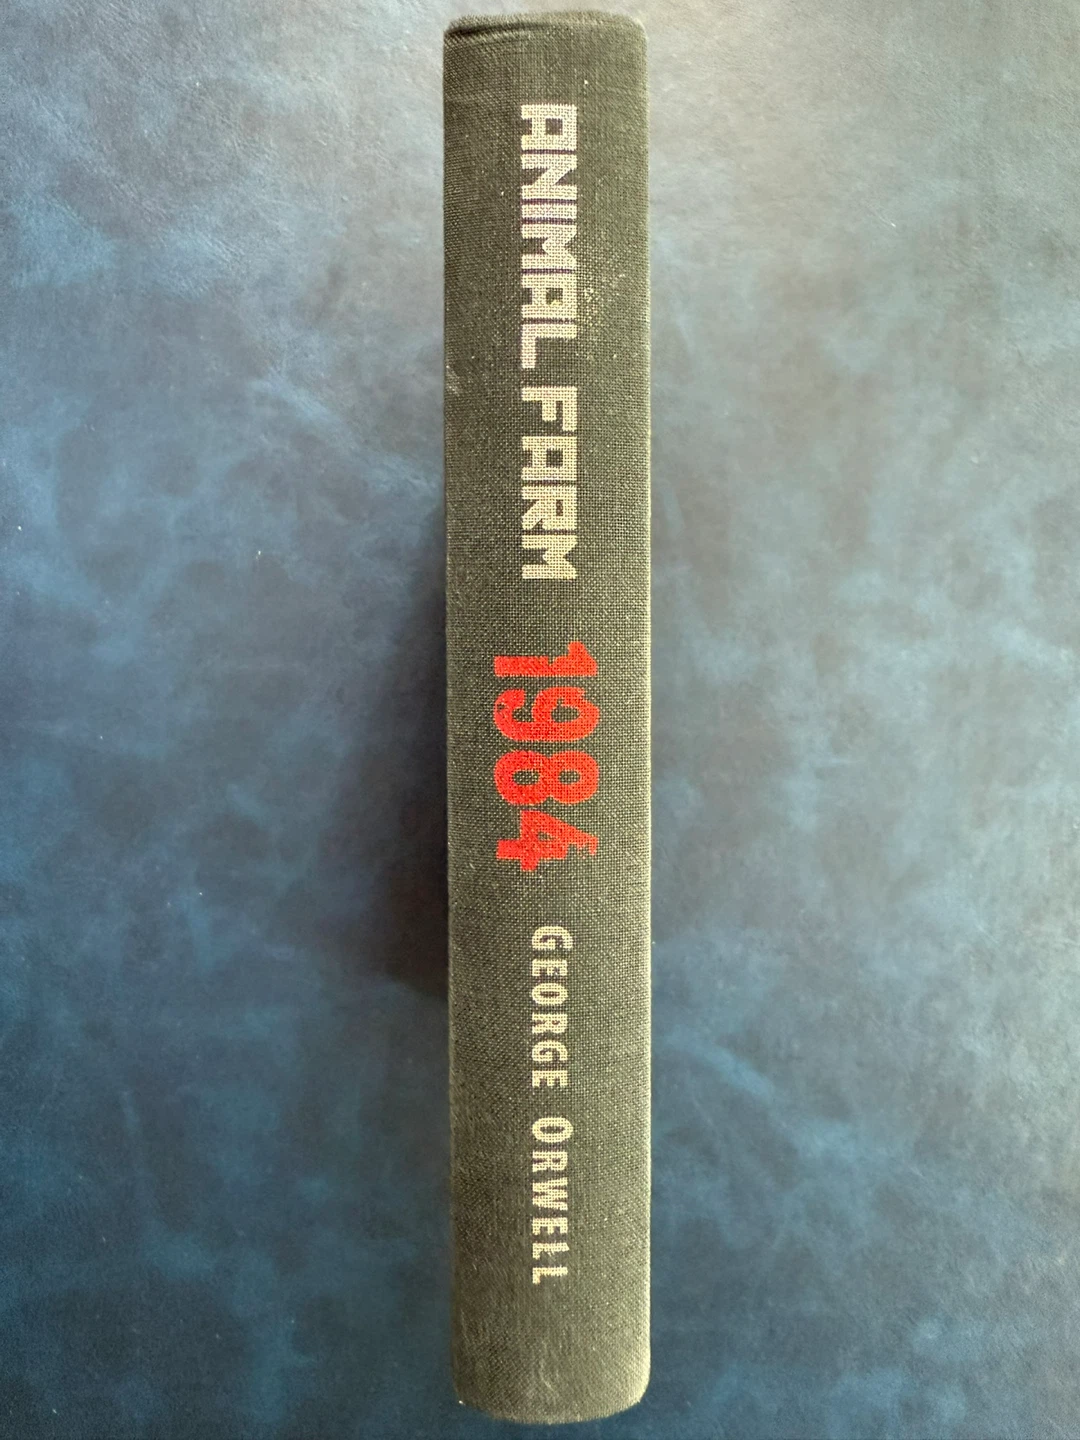 ANIMAL FARM
1984
GEORGE ORWELL